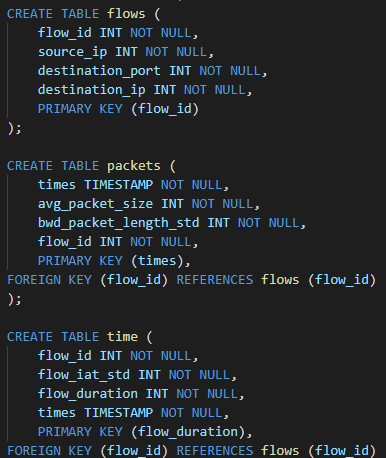 CREATE TABLE flows (
    flow_id INT NOT NULL,
    source_ip INT NOT NULL,
    destination_port INT NOT NULL,
    destination_ip INT NOT NULL,
    PRIMARY KEY (flow_id)
);

CREATE TABLE packets (
    times TIMESTAMP NOT NULL,
    avg_packet_size INT NOT NULL,
    bwd_packet_length_std INT NOT NULL,
    flow_id INT NOT NULL,
    PRIMARY KEY (times),
FOREIGN KEY (flow_id) REFERENCES flows (flow_id)
);

CREATE TABLE time (
    flow_id INT NOT NULL,
    flow_iat_std INT NOT NULL,
    flow_duration INT NOT NULL,
    times TIMESTAMP NOT NULL,
    PRIMARY KEY (flow_duration),
FOREIGN KEY (flow_id) REFERENCES flows (flow_id)